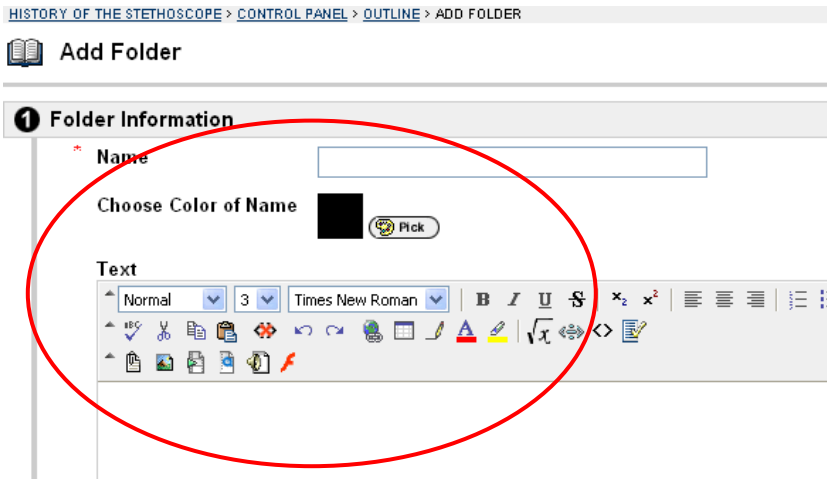 HISTORY OF THE STETHOSCOPE > CONTROL PANEL > OUTLINE > ADD FOLDER
Add Folder
1 Folder Information
* Name
Choose Color of Name
Pick
Text
Normal 3 Times New Roman B I U S x₂ x²
ABC √x <>